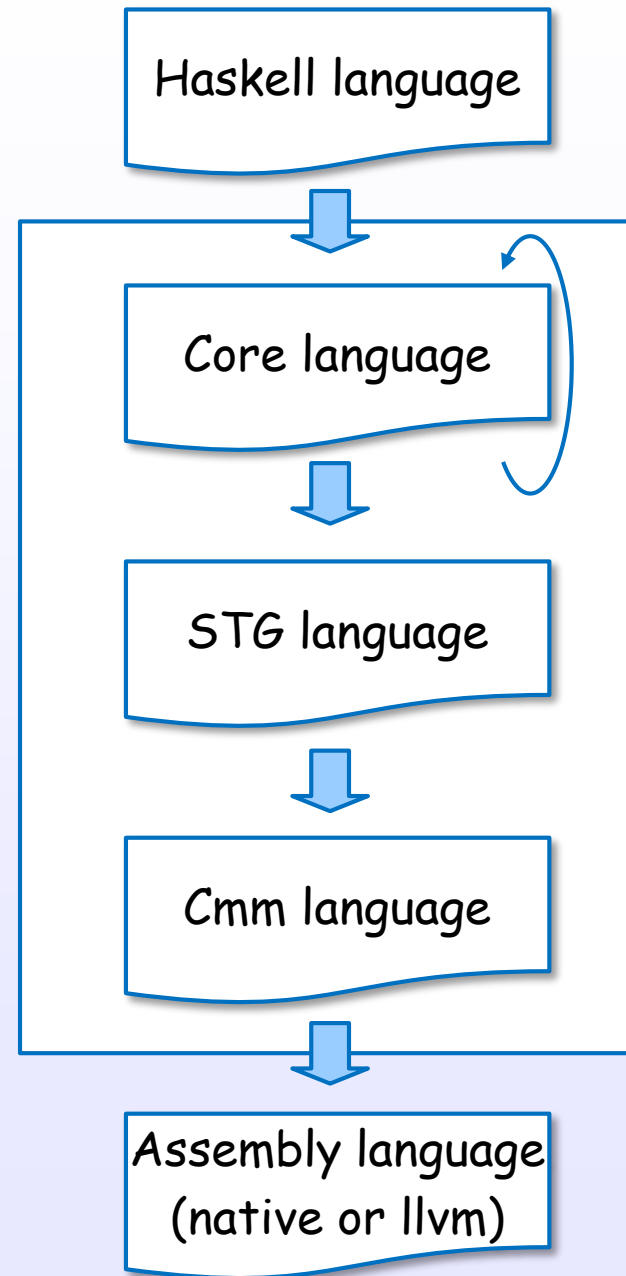 Haskell language
Core language
STG language
Cmm language
Assembly language
(native or llvm)